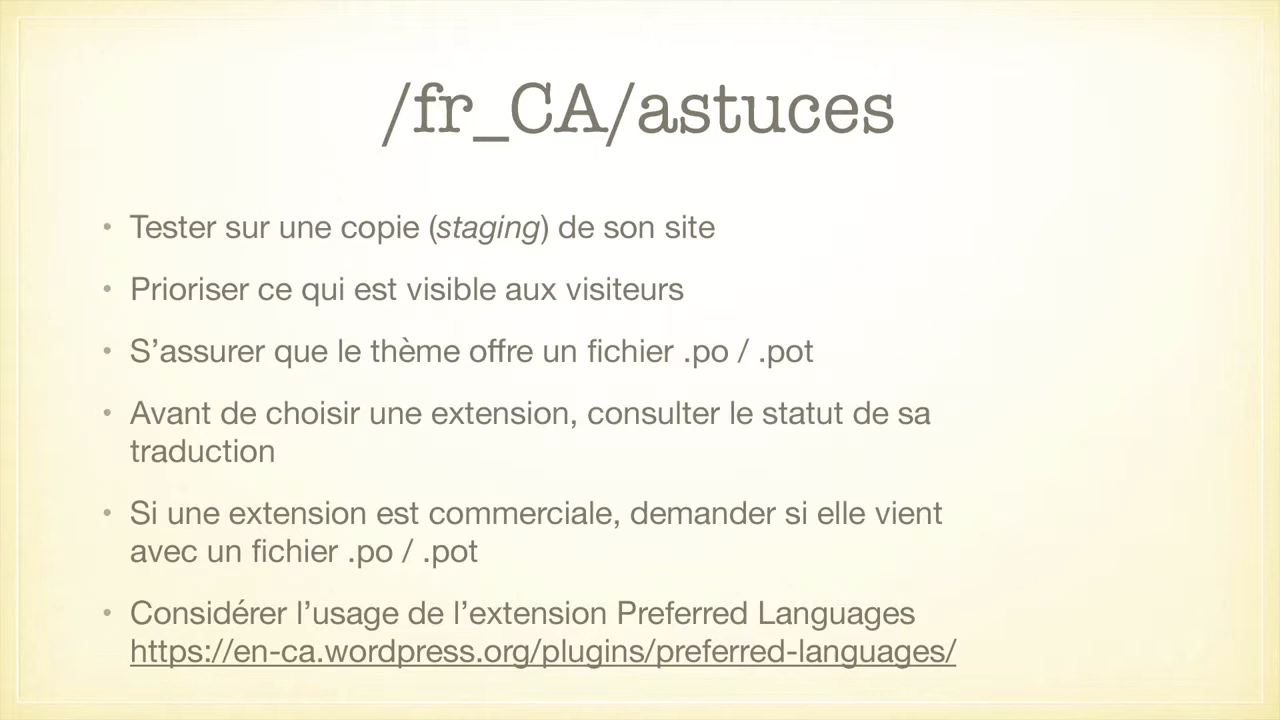 /fr_CA/astuces
• Tester sur une copie (staging) de son site
• Prioriser ce qui est visible aux visiteurs
• S’assurer que le thème offre un fichier .po / .pot
• Avant de choisir une extension, consulter le statut de sa
traduction
• Si une extension est commerciale, demander si elle vient
avec un fichier .po / .pot
• Considérer l’usage de l’extension Preferred Languages
https://en-ca.wordpress.org/plugins/preferred-languages/